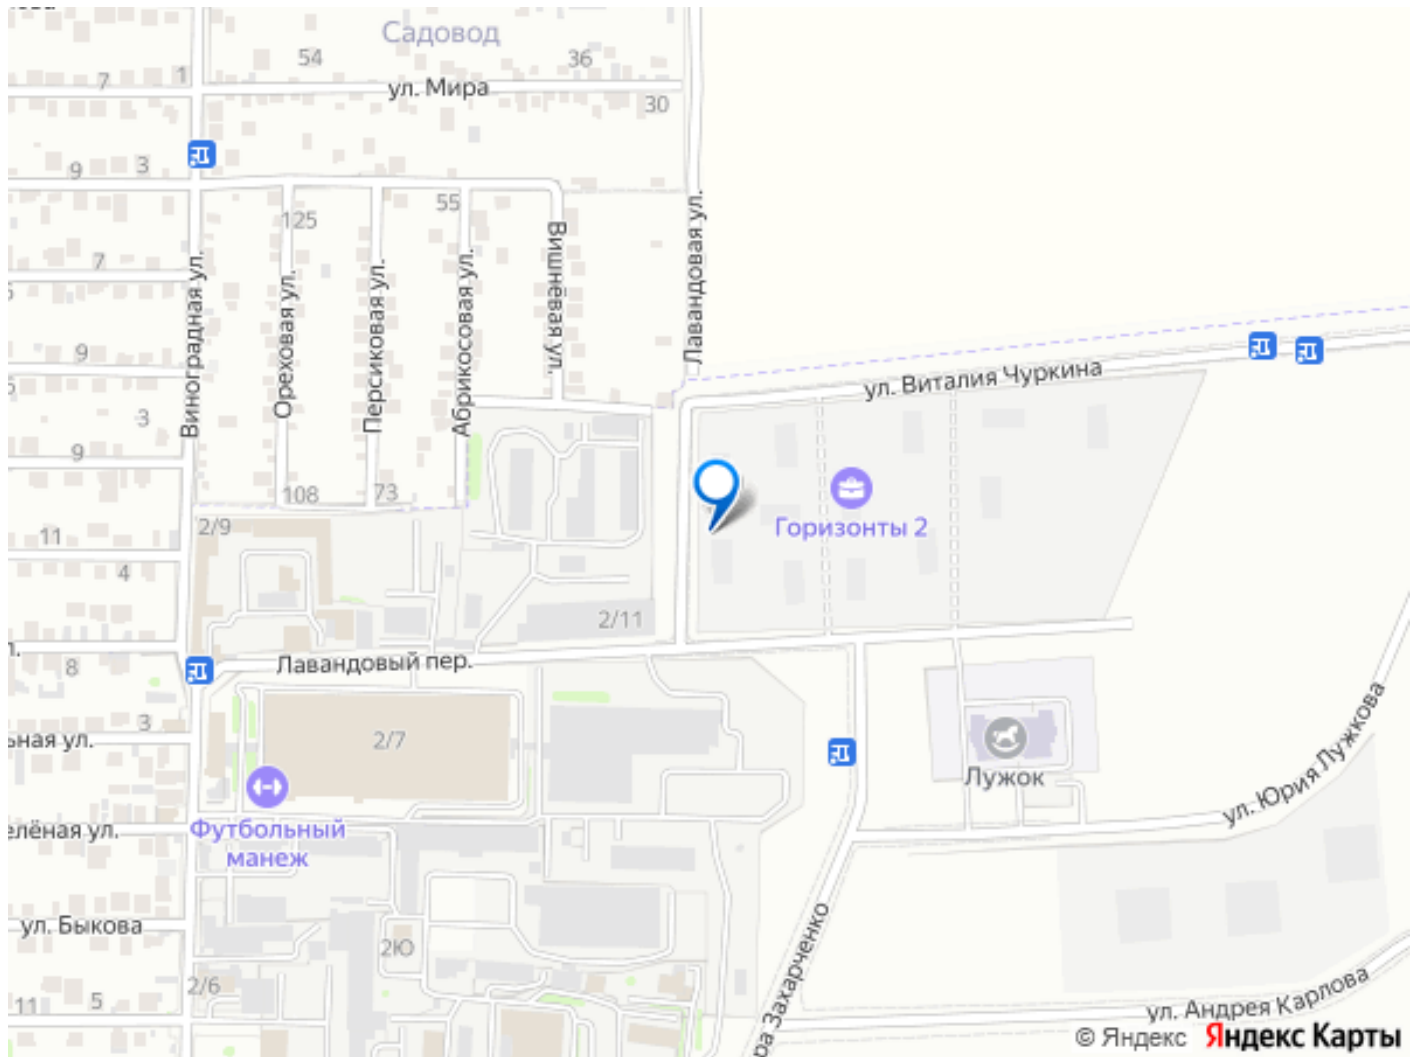 Садовод
54
36
7
1
ул. Мира
30
9
3
125
55
Вишнёвая ул.
Лавандовая ул.
7
Виноградная ул.
Ореховая ул.
Персиковая ул.
Абрикосовая ул.
9
ул. Виталия Чуркина
3
9
108
73
2/9
Горизонты 2
11
4
2/11
8
Лавандовый пер.
3
2/7
Лужок
ул. Юрия Лужкова
Футбольный
манеж
ул. Быкова
2Ю
2/6
11
5
ул. Андрея Карлова
© Яндекс Яндекс Карты